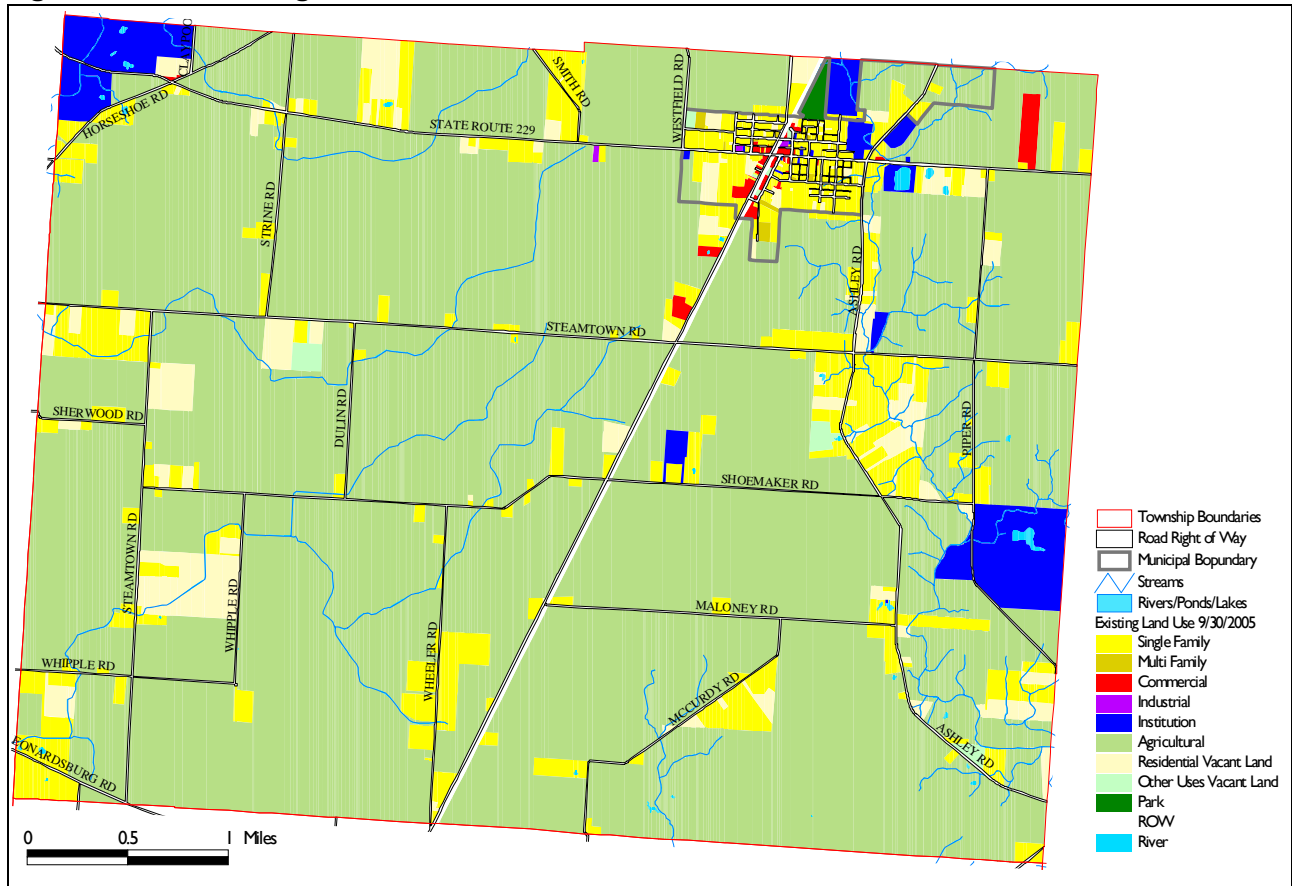 CLAYPOO
HORSESHOE RD
SMITH RD
WESTFIELD RD
STATE ROUTE 229
STRINE RD
ASHLEY RD
STEAMTOWN RD
SHERWOOD RD
DULIN RD
PIPER RD
SHOEMAKER RD
STEAMTOWN RD
WHIPPLE RD
MALONEY RD
WHEELER RD
WHIPPLE RD
MCCURDY RD
ASHLEY RD
EONARDSBURG RD
0 0.5 1 Miles
Township Boundaries
Road Right of Way
Municipal Bopundary
Streams
Rivers/Ponds/Lakes
Existing Land Use 9/30/2005
Single Family
Multi Family
Commercial
Industrial
Institution
Agricultural
Residential Vacant Land
Other Uses Vacant Land
Park
ROW
River